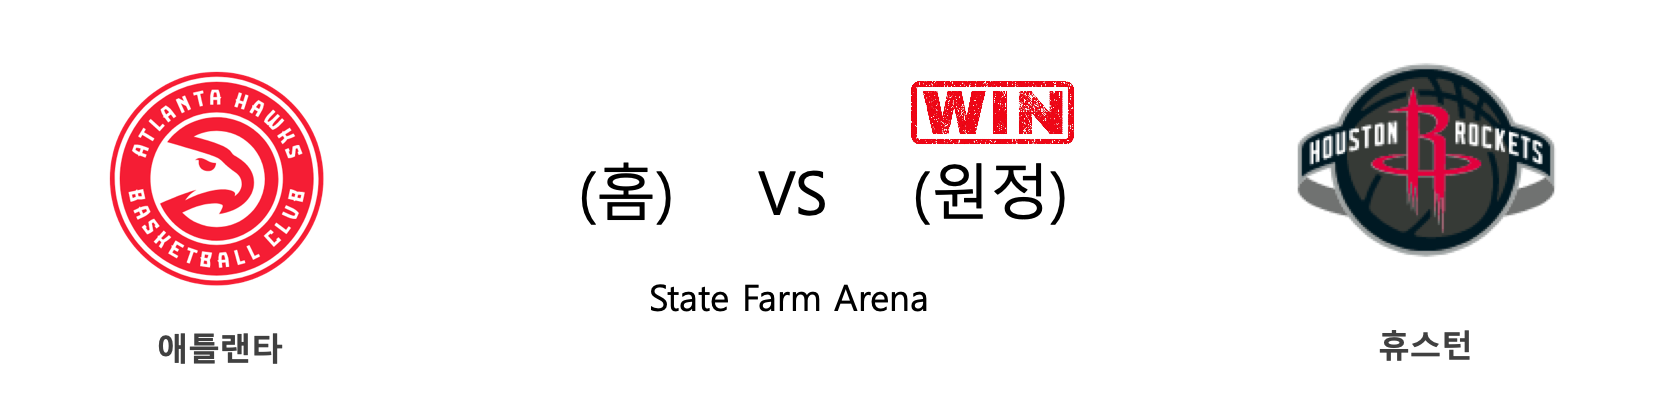 ATLANTA HAWKS
BASKETBALL CLUB
WIN
(홈) VS (원정)
HOUSTON ROCKETS
State Farm Arena
애틀랜타
휴스턴